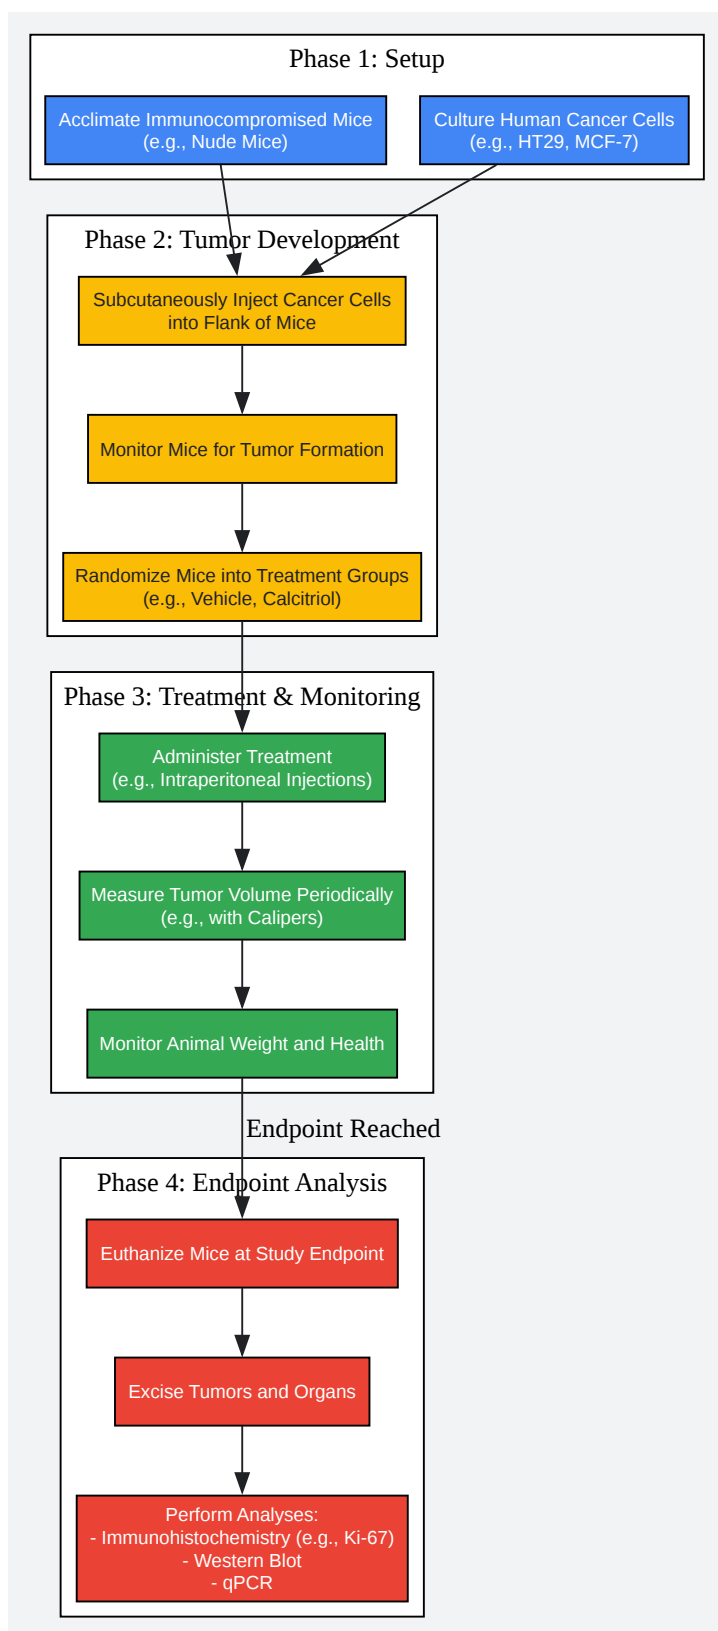 Phase 1: Setup
Acclimate Immunocompromised Mice
(e.g., Nude Mice)
Culture Human Cancer Cells
(e.g., HT29, MCF-7)
Phase 2: Tumor Development
Subcutaneously Inject Cancer Cells
into Flank of Mice
Monitor Mice for Tumor Formation
Randomize Mice into Treatment Groups
(e.g., Vehicle, Calcitriol)
Phase 3: Treatment & Monitoring
Administer Treatment
(e.g., Intraperitoneal Injections)
Measure Tumor Volume Periodically
(e.g., with Calipers)
Monitor Animal Weight and Health
Endpoint Reached
Phase 4: Endpoint Analysis
Euthanize Mice at Study Endpoint
Excise Tumors and Organs
Perform Analyses:
- Immunohistochemistry (e.g., Ki-67)
- Western Blot
- qPCR